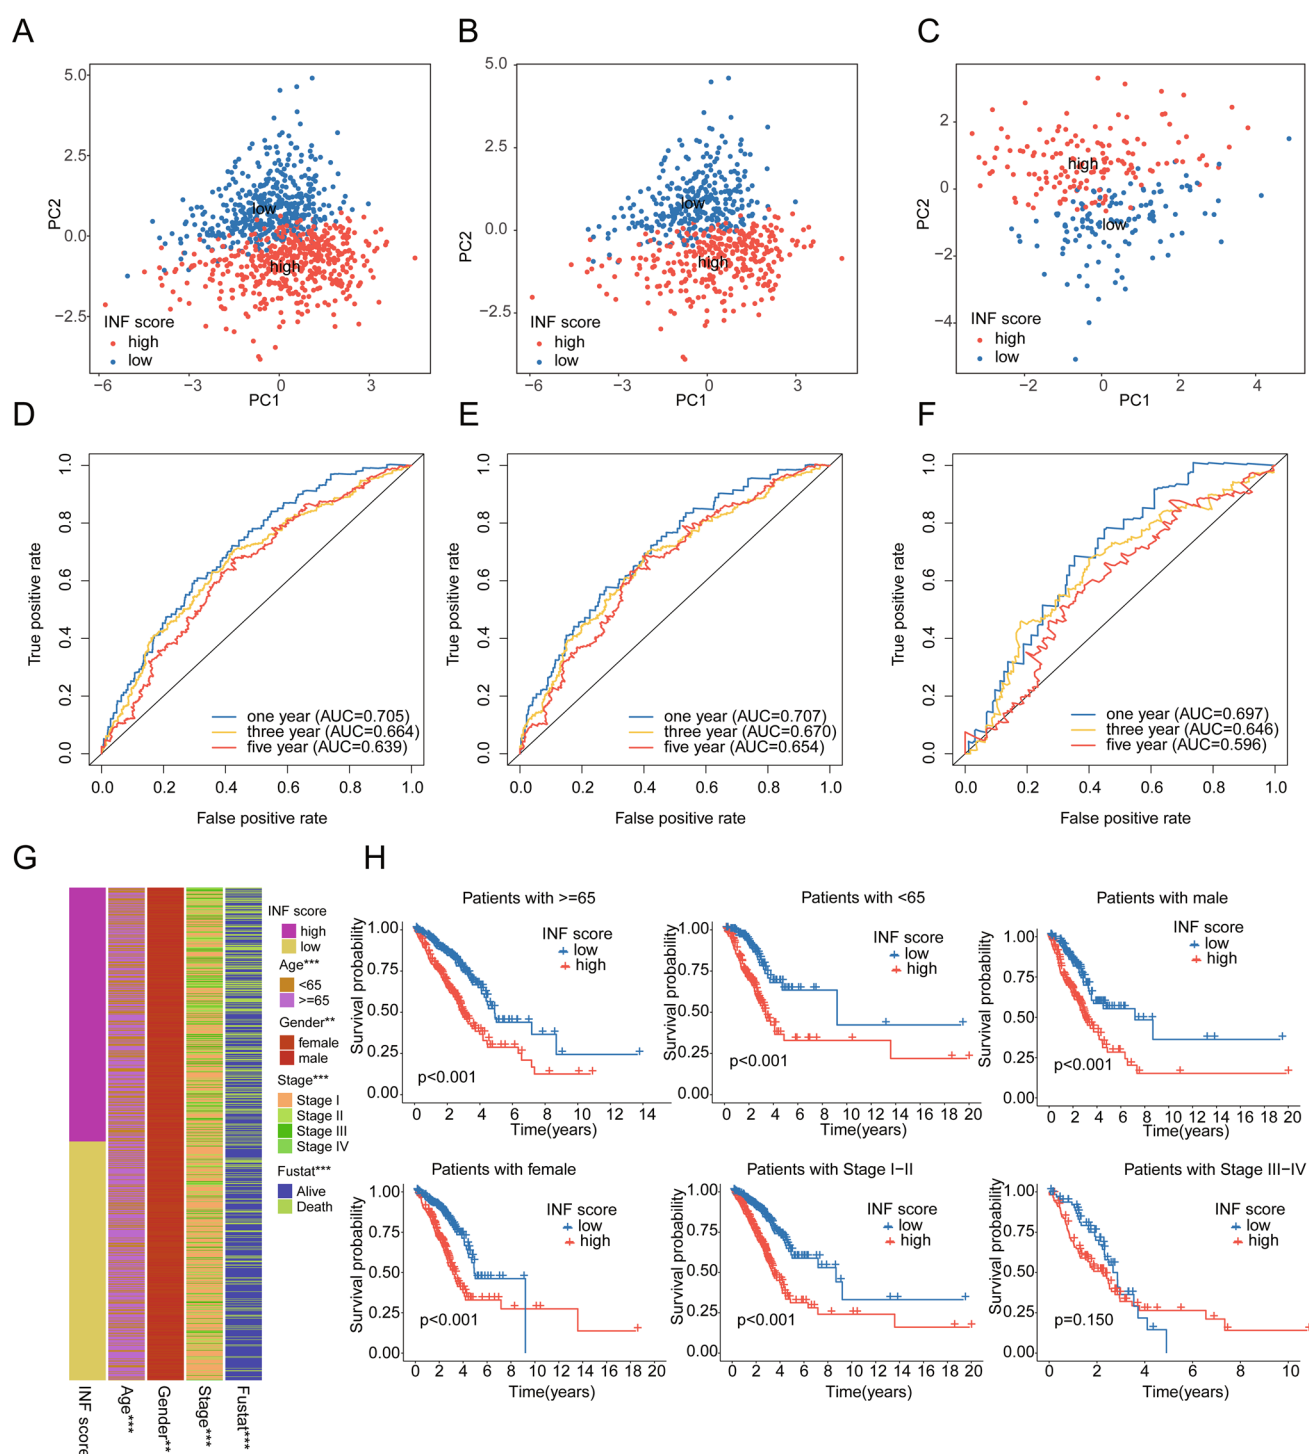 A
B
C
5.0
2.5
0.0
−2.5
PC2
low
high
INF score
high
low
−6
−3
0
3
PC1
5.0
2.5
0.0
−2.5
PC2
low
high
INF score
high
low
−6
−3
0
3
PC1
2
0
−2
−4
PC2
high
low
INF score
high
low
−2
0
2
4
PC1
D
E
F
1.0
0.8
0.6
0.4
0.2
0.0
True positive rate
one year (AUC=0.705)
three year (AUC=0.664)
five year (AUC=0.639)
0.0
0.2
0.4
0.6
0.8
1.0
False positive rate
1.0
0.8
0.6
0.4
0.2
0.0
True positive rate
one year (AUC=0.707)
three year (AUC=0.670)
five year (AUC=0.654)
0.0
0.2
0.4
0.6
0.8
1.0
False positive rate
1.0
0.8
0.6
0.4
0.2
0.0
True positive rate
one year (AUC=0.697)
three year (AUC=0.646)
five year (AUC=0.596)
0.0
0.2
0.4
0.6
0.8
1.0
False positive rate
G
INF score
high
low
Age***
<65
>=65
Gender**
female
male
Stage***
Stage I
Stage II
Stage III
Stage IV
Fustat***
Alive
Death
INF score
Age***
Gender**
Stage***
Fustat***
H
Patients with >=65
Survival probability
1.00
0.75
0.50
0.25
0.00
INF score
low
high
p<0.001
0 2 4 6 8 10 12 14
Time(years)
Patients with <65
Survival probability
1.00
0.75
0.50
0.25
0.00
INF score
low
high
p<0.001
0 2 4 6 8 10 12 14 16 18 20
Time(years)
Patients with male
Survival probability
1.00
0.75
0.50
0.25
0.00
INF score
low
high
p<0.001
0 2 4 6 8 10 12 14 16 18 20
Time(years)
Patients with female
Survival probability
1.00
0.75
0.50
0.25
0.00
INF score
low
high
p<0.001
0 2 4 6 8 10 12 14 16 18 20
Time(years)
Patients with Stage I−II
Survival probability
1.00
0.75
0.50
0.25
0.00
INF score
low
high
p<0.001
0 2 4 6 8 10 12 14 16 18 20
Time(years)
Patients with Stage III−IV
Survival probability
1.00
0.75
0.50
0.25
0.00
INF score
low
high
p=0.150
0 2 4 6 8 10
Time(years)